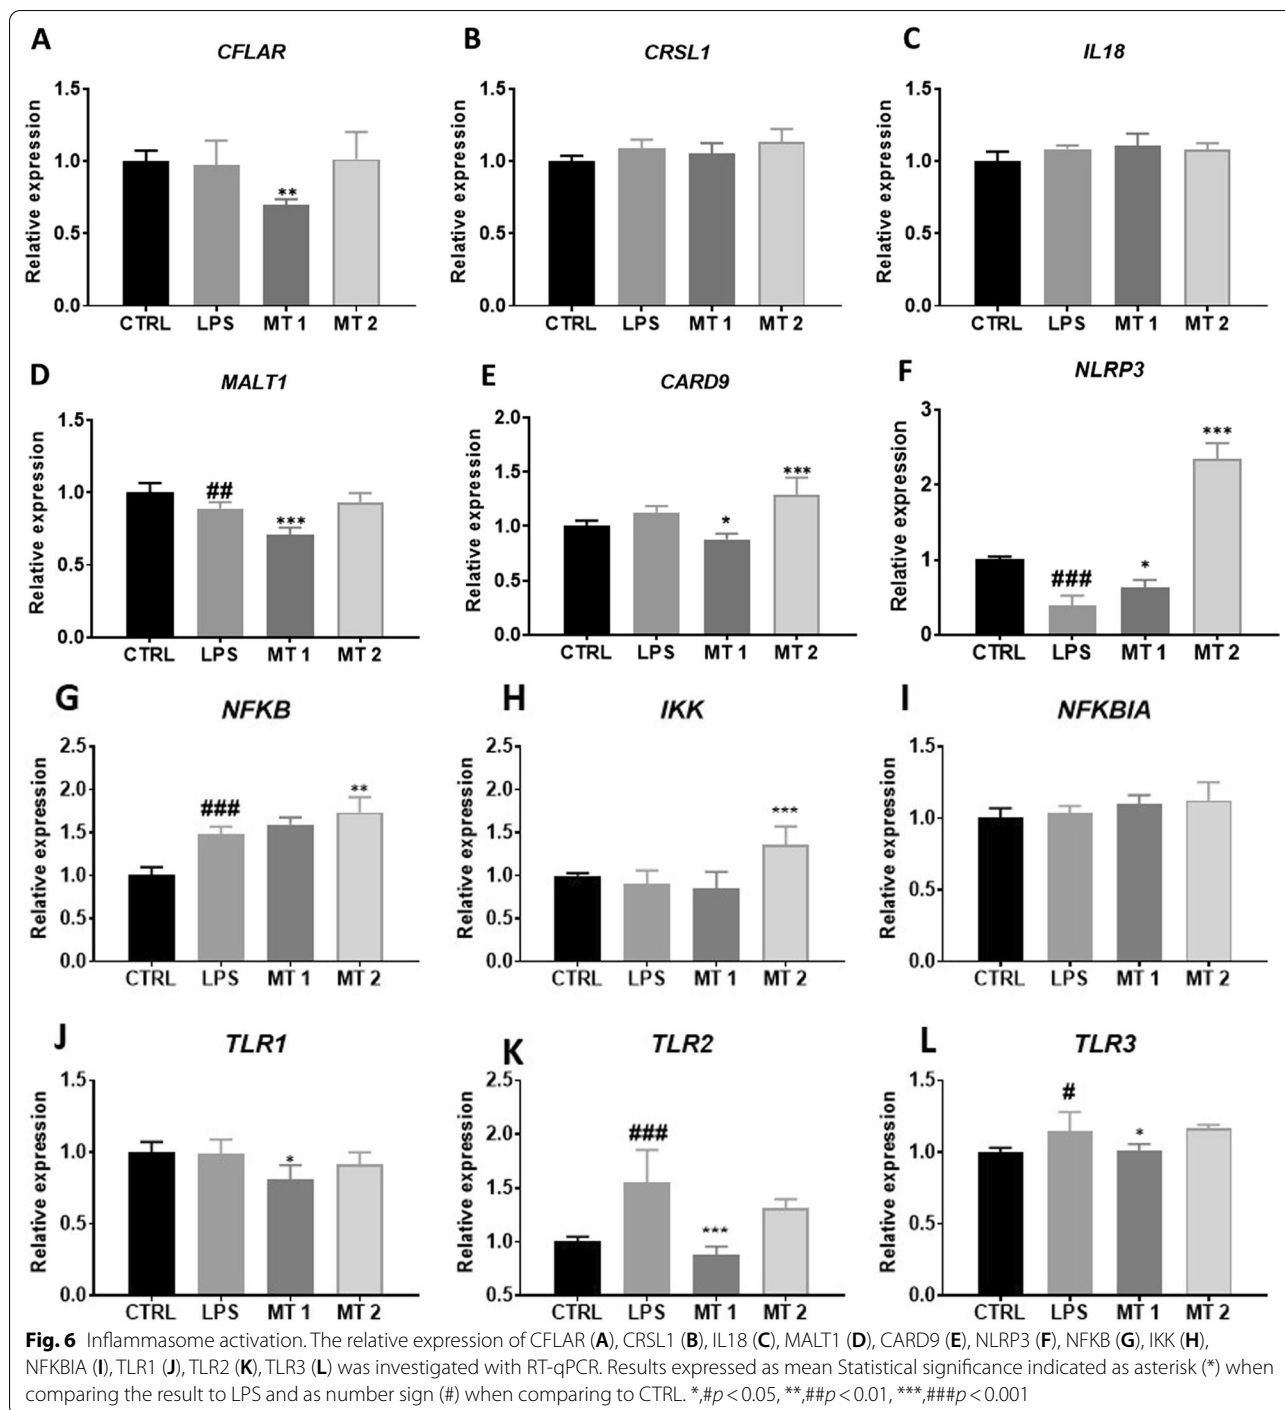 A
CFLAR
Relative expression
1.5
1.0
0.5
0.0
**
CTRL LPS MT 1 MT 2
B
CRSL1
Relative expression
1.5
1.0
0.5
0.0
CTRL LPS MT 1 MT 2
C
IL18
Relative expression
1.5
1.0
0.5
0.0
CTRL LPS MT 1 MT 2
D
MALT1
Relative expression
1.5
1.0
0.5
0.0
##
***
CTRL LPS MT 1 MT 2
E
CARD9
Relative expression
2.0
1.5
1.0
0.5
0.0
*
***
CTRL LPS MT 1 MT 2
F
NLRP3
Relative expression
3
2
1
0
###
*
***
CTRL LPS MT 1 MT 2
G
NFKB
Relative expression
2.5
2.0
1.5
1.0
0.5
0.0
###
**
CTRL LPS MT 1 MT 2
H
IKK
Relative expression
2.5
2.0
1.5
1.0
0.5
0.0
***
CTRL LPS MT 1 MT 2
I
NFKBIA
Relative expression
1.5
1.0
0.5
0.0
CTRL LPS MT 1 MT 2
J
TLR1
Relative expression
1.5
1.0
0.5
0.0
*
CTRL LPS MT 1 MT 2
K
TLR2
Relative expression
2.5
2.0
1.5
1.0
0.5
###
***
CTRL LPS MT 1 MT 2
L
TLR3
Relative expression
1.5
1.0
0.5
0.0
#
*
CTRL LPS MT 1 MT 2
Fig. 6 Inflammasome activation. The relative expression of CFLAR (A), CRSL1 (B), IL18 (C), MALT1 (D), CARD9 (E), NLRP3 (F), NFKB (G), IKK (H),
NFKBIA (I), TLR1 (J), TLR2 (K), TLR3 (L) was investigated with RT-qPCR. Results expressed as mean Statistical significance indicated as asterisk (*) when
comparing the result to LPS and as number sign (#) when comparing to CTRL. *,#p < 0.05, **,##p < 0.01, ***,###p < 0.001